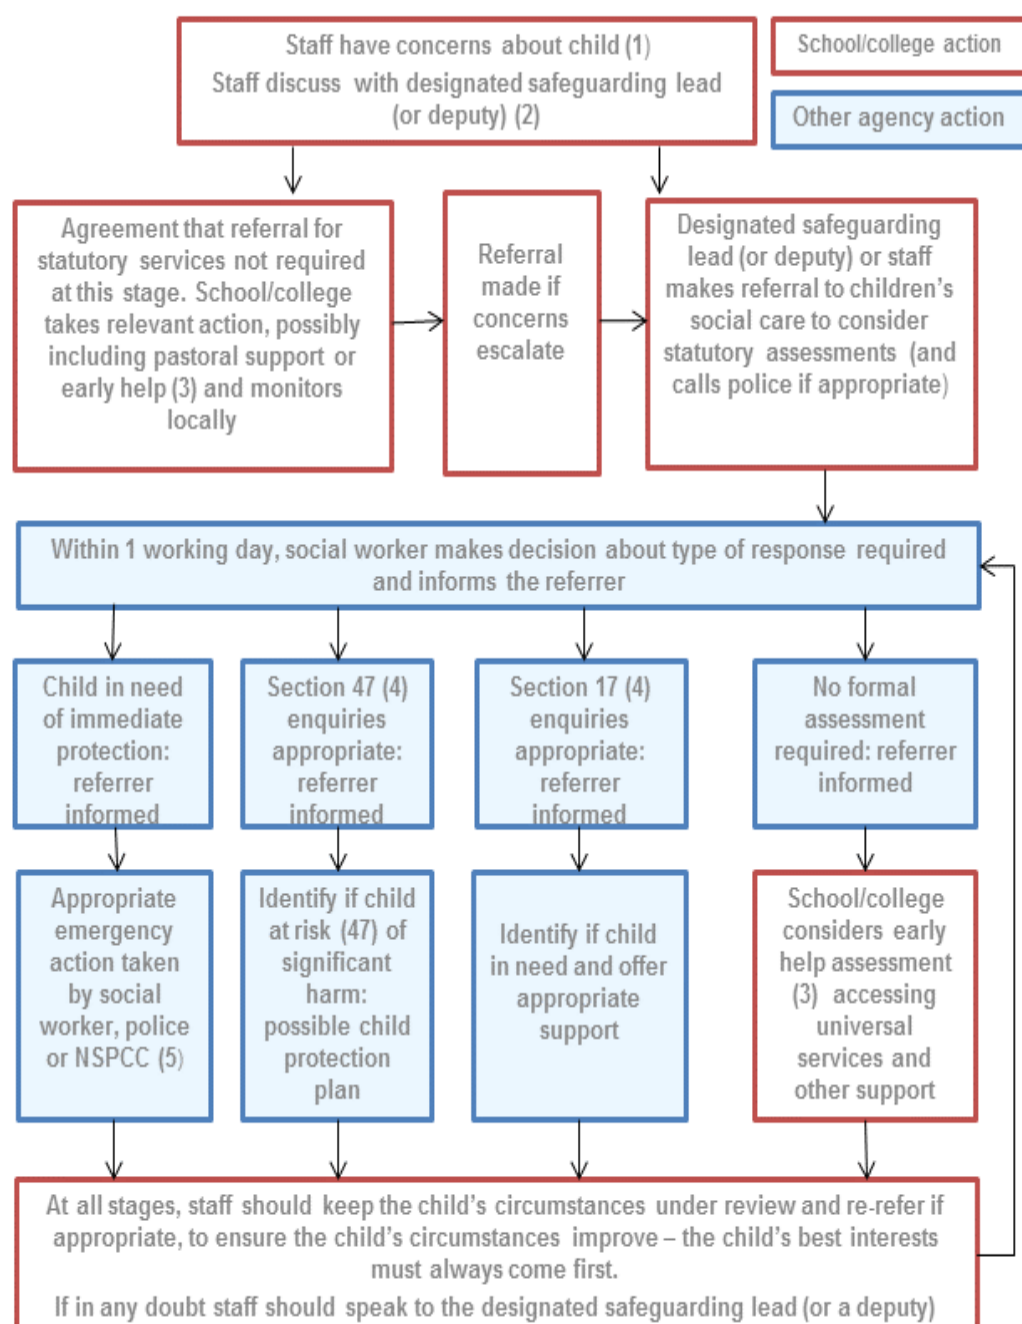 Staff have concerns about child (1)
Staff discuss with designated safeguarding lead
(or deputy) (2)
School/college action
Other agency action
Agreement that referral for
statutory services not required
at this stage. School/college
takes relevant action, possibly
including pastoral support or
early help (3) and monitors
locally
Referral
made if
concerns
escalate
Designated safeguarding
lead (or deputy) or staff
makes referral to children’s
social care to consider
statutory assessments (and
calls police if appropriate)
Within 1 working day, social worker makes decision about type of response required
and informs the referrer
Child in need
of immediate
protection:
referrer
informed
Section 47 (4)
enquiries
appropriate:
referrer
informed
Section 17 (4)
enquiries
appropriate:
referrer
informed
No formal
assessment
required: referrer
informed
Appropriate
emergency
action taken
by social
worker, police
or NSPCC (5)
Identify if child
at risk (47) of
significant
harm:
possible child
protection
plan
Identify if child
in need and offer
appropriate
support
School/college
considers early
help assessment
(3) accessing
universal
services and
other support
At all stages, staff should keep the child’s circumstances under review and re-refer if
appropriate, to ensure the child’s circumstances improve – the child’s best interests
must always come first.
If in any doubt staff should speak to the designated safeguarding lead (or a deputy)